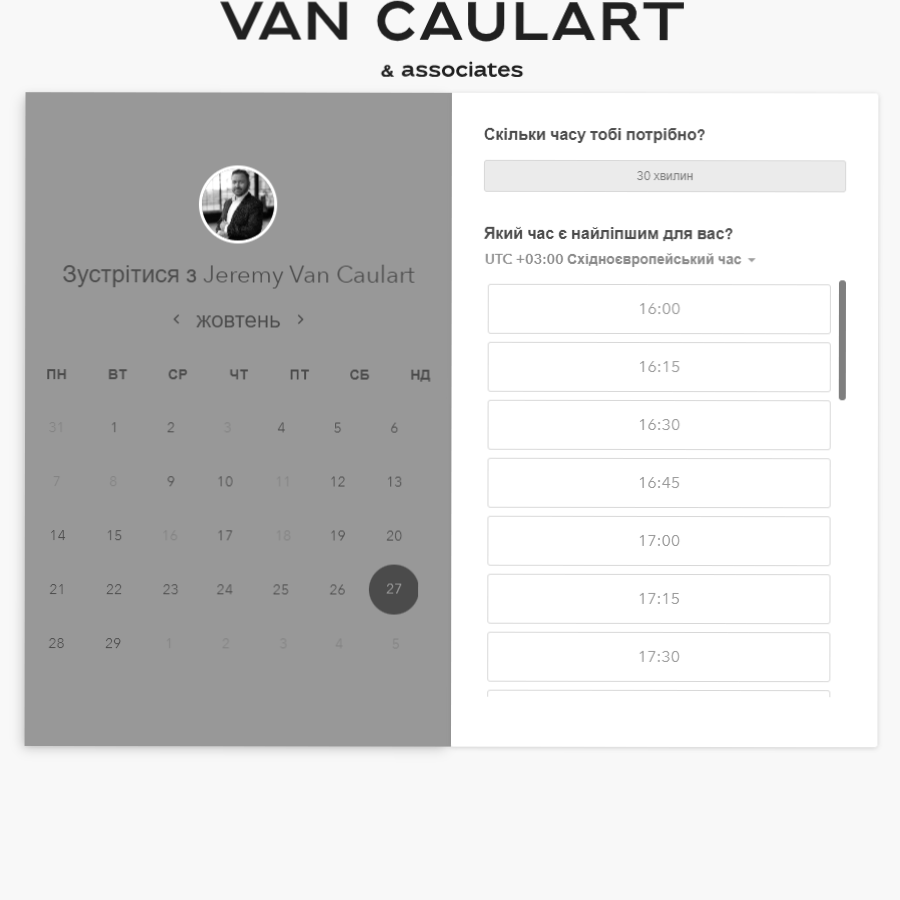 VAN CAULART
& associates
Зустрітися з Jeremy Van Caulart
жовтень
ПН ВТ СР ЧТ ПТ СБ НД
31 1 2 3 4 5 6
7 8 9 10 11 12 13
14 15 16 17 18 19 20
21 22 23 24 25 26 27
28 29 1 2 3 4 5
Скільки часу тобі потрібно?
30 хвилин
Який час є найліпшим для вас?
UTC +03:00 Східноєвропейський час
16:00
16:15
16:30
16:45
17:00
17:15
17:30